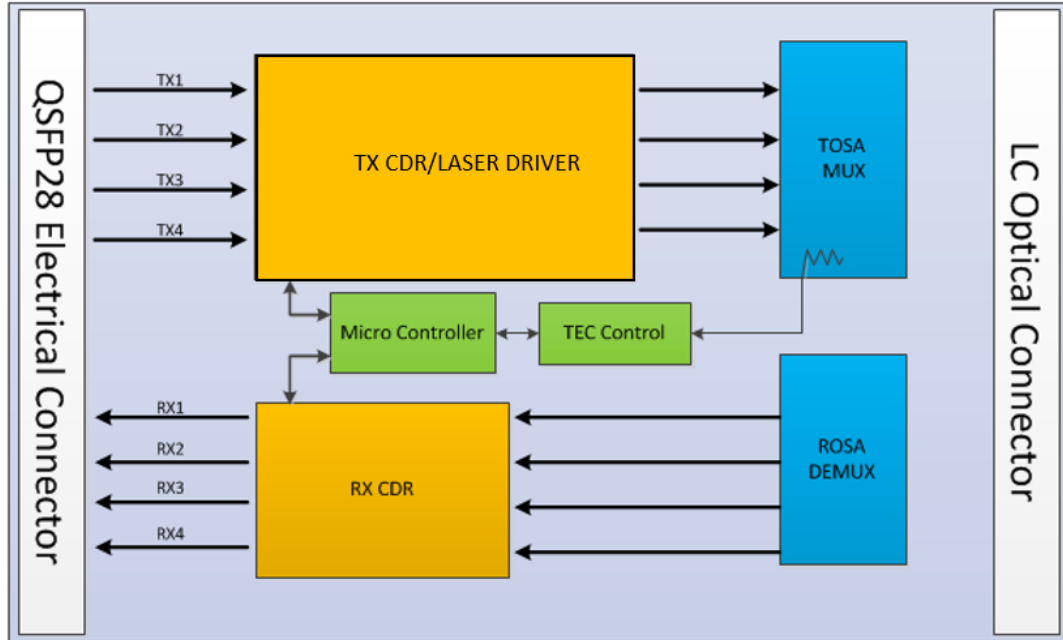 QSFP28 Electrical Connector
TX1
TX2
TX3
TX4
TX CDR/LASER DRIVER
TOSA
MUX
LC Optical Connector
Micro Controller
TEC Control
RX1
RX2
RX3
RX4
RX CDR
ROSA
DEMUX